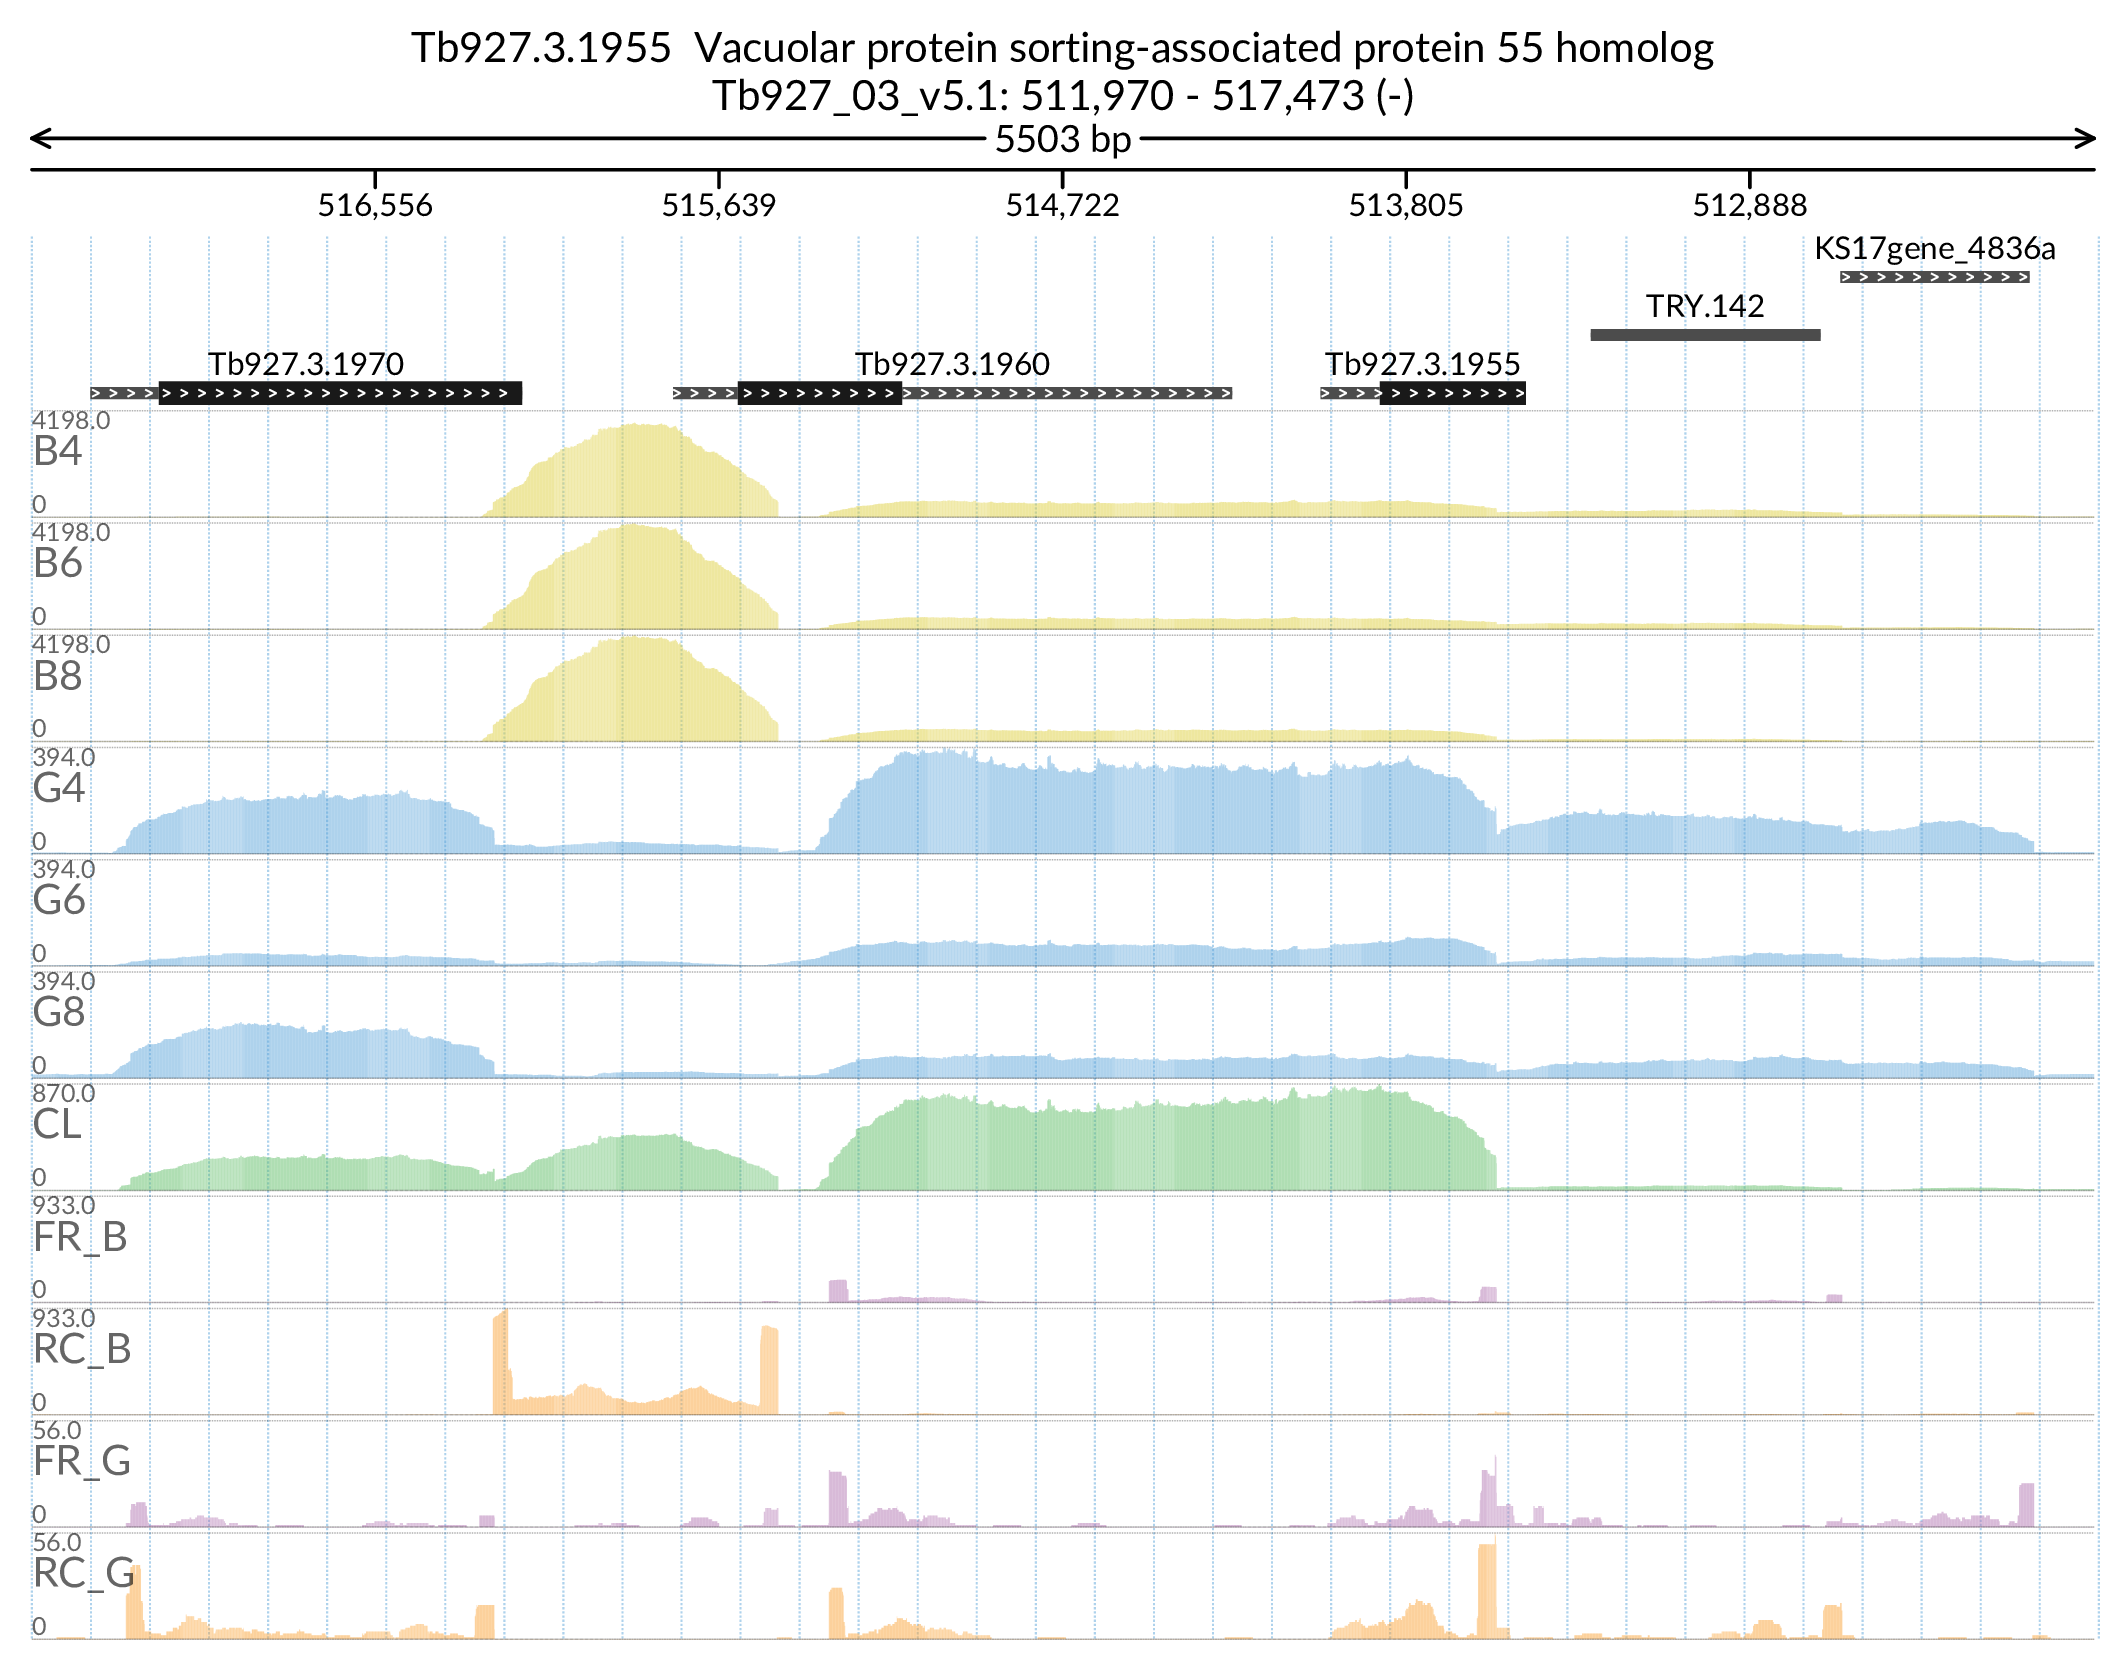 Tb927.3.1955  Vacuolar protein sorting-associated protein 55 homolog
Tb927_03_v5.1: 511,970 - 517,473 (-)
5503 bp
516,556 515,639 514,722 513,805 512,888
KS17gene_4836a
TRY.142
Tb927.3.1970 Tb927.3.1960 Tb927.3.1955
4198.0
B4
0
4198.0
B6
0
4198.0
B8
0
394.0
G4
0
394.0
G6
0
394.0
G8
0
870.0
CL
0
933.0
FR_B
0
933.0
RC_B
0
56.0
FR_G
0
56.0
RC_G
0